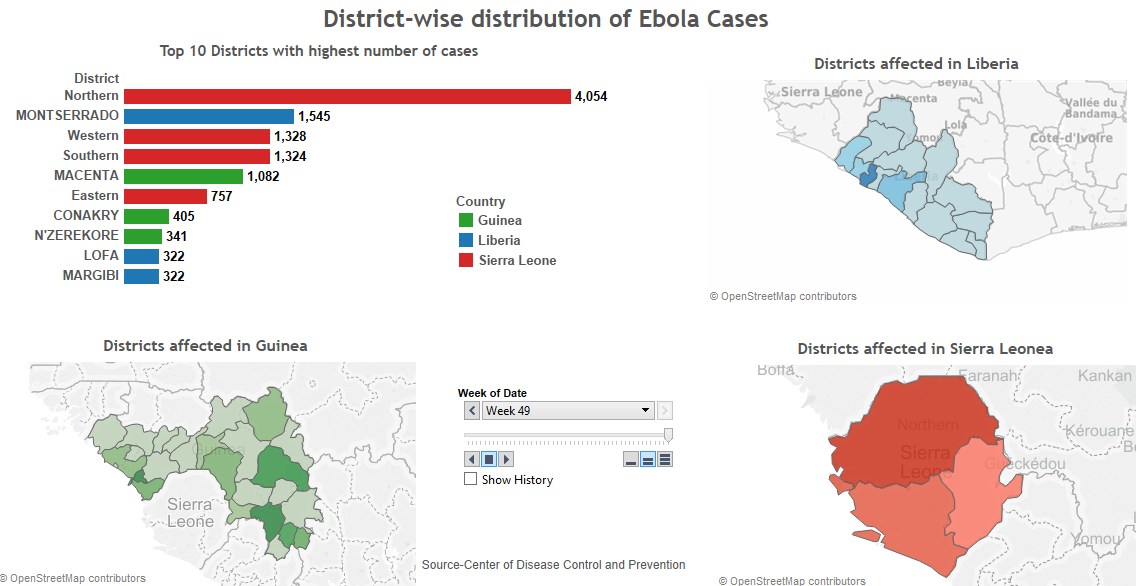 District-wise distribution of Ebola Cases
Top 10 Districts with highest number of cases
District
Northern 4,054
MONTSERRADO 1,545
Western 1,328
Southern 1,324
MACENTA 1,082
Eastern 757
CONAKRY 405
N'ZEREKORE 341
LOFA 322
MARGIBI 322
Country
Guinea
Liberia
Sierra Leone
Districts affected in Liberia
Beyla
Sierra Leone
Macenta
Vallée du
Bandama
Lola
Côte-d'Ivoire
© OpenStreetMap contributors
Districts affected in Guinea
Guinea
Sierra
Leone
© OpenStreetMap contributors
Week of Date
Week 49
Show History
Source-Center of Disease Control and Prevention
Districts affected in Sierra Leonea
Boffa
Faranah
Kankan
Northern
Kérouane
Sierra
Leone
Guéckédou
Yomou
© OpenStreetMap contributors